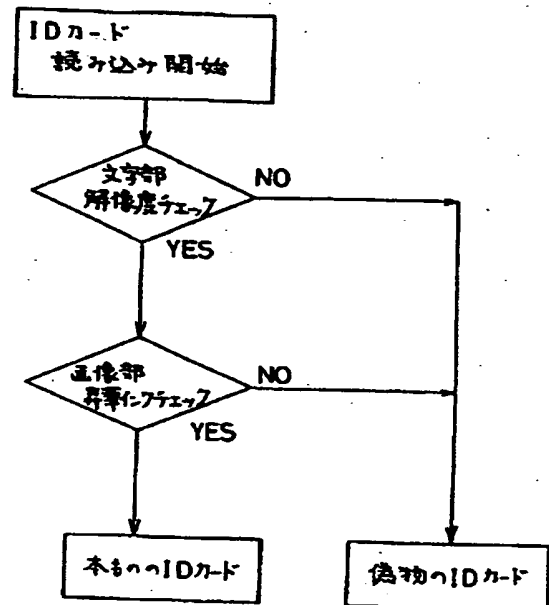 IDカード
読み込み開始
文字部
解像度チェック
NO
YES
画像部
昇華インクチェック
NO
YES
本もののIDカード
偽物のIDカード